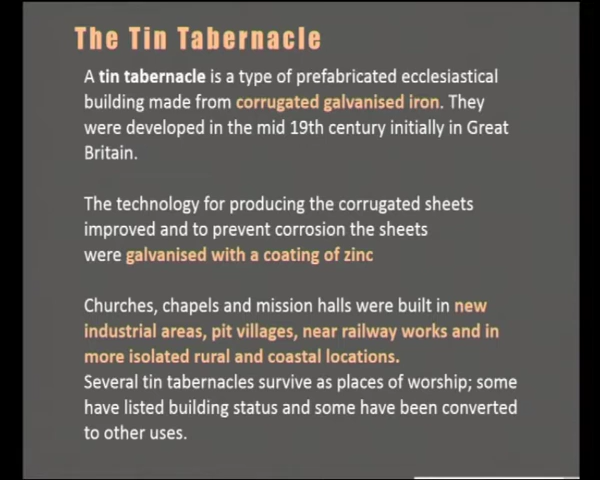 The Tin Tabernacle
A tin tabernacle is a type of prefabricated ecclesiastical
building made from corrugated galvanised iron. They
were developed in the mid 19th century initially in Great
Britain.
The technology for producing the corrugated sheets
improved and to prevent corrosion the sheets
were galvanised with a coating of zinc
Churches, chapels and mission halls were built in new
industrial areas, pit villages, near railway works and in
more isolated rural and coastal locations.
Several tin tabernacles survive as places of worship; some
have listed building status and some have been converted
to other uses.